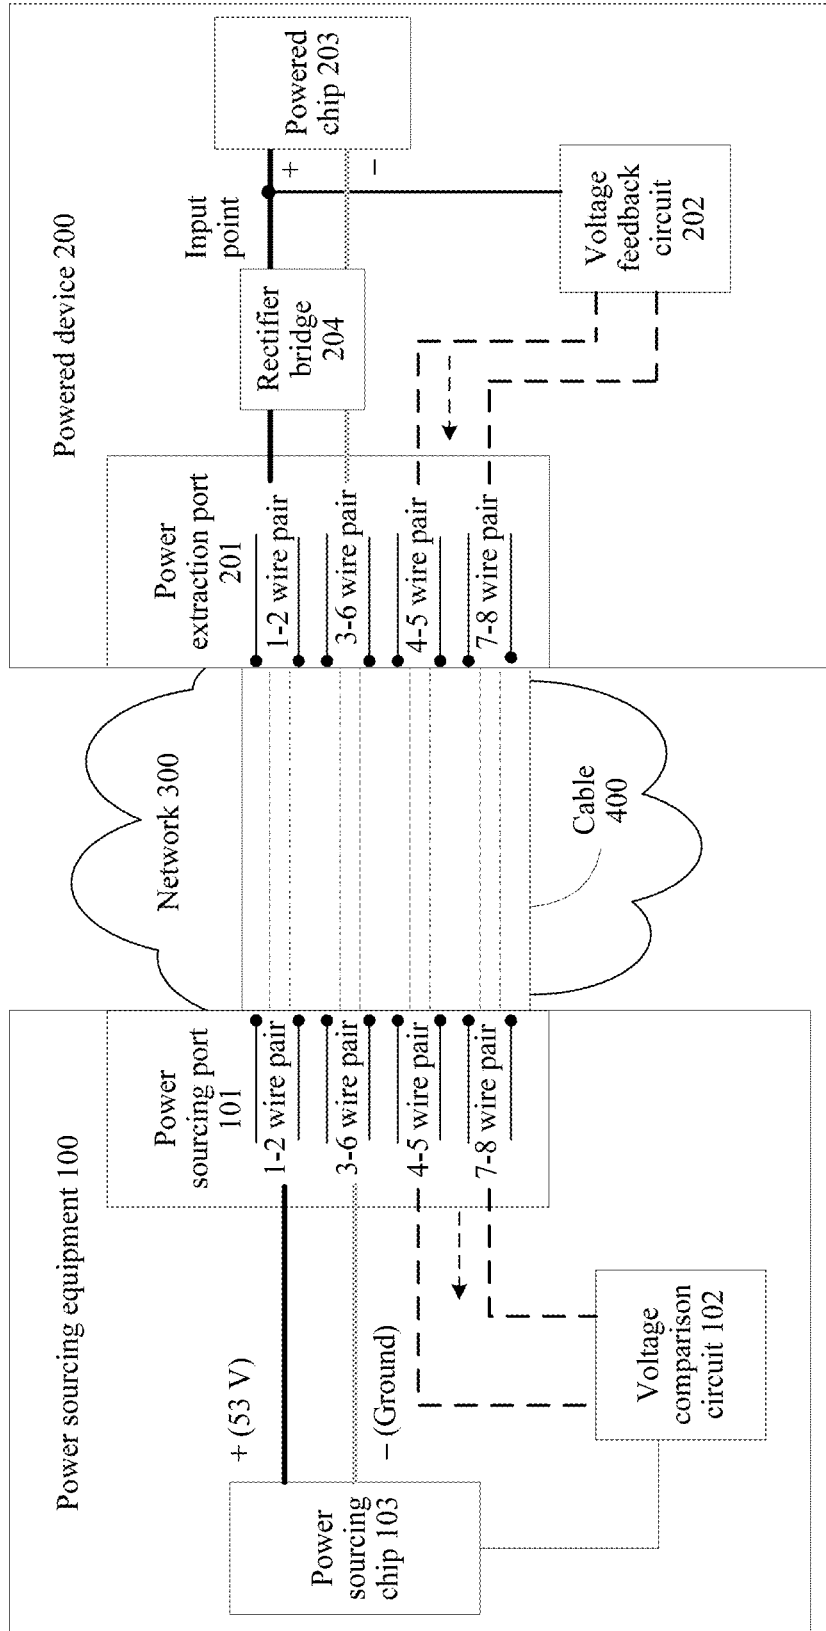 Power sourcing equipment 100
Power
sourcing
chip 103
+ (53 V)
− (Ground)
Power
sourcing port
101
1-2 wire pair
3-6 wire pair
4-5 wire pair
7-8 wire pair
Voltage
comparison
circuit 102
Network 300
Cable
400
Powered device 200
Power
extraction port
201
1-2 wire pair
3-6 wire pair
4-5 wire pair
7-8 wire pair
Rectifier
bridge
204
Input
point
+
−
Powered
chip 203
Voltage
feedback
circuit
202